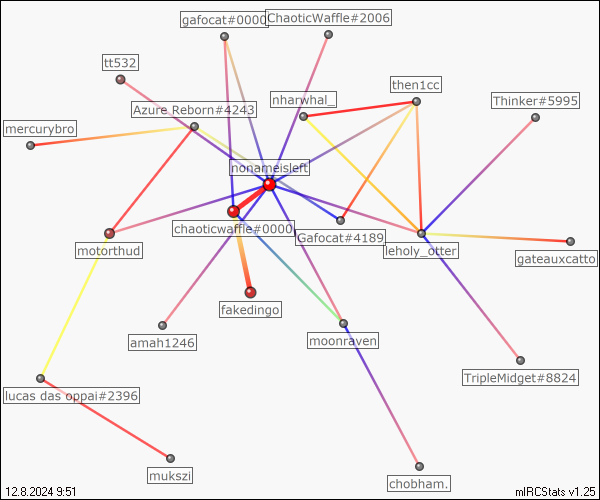 gafocat#0000
ChaoticWaffle#2006
tt532
then1cc
nharwhal_
Thinker#5995
Azure Reborn#4243
mercurybro
nonameisleft
chaoticwaffle#0000
Gafocat#4189
motorthud
leholy_otter
gateauxcatto
fakedingo
amah1246
moonraven
TripleMidget#8824
lucas das oppai#2396
mukszi
chobham.
12.8.2024 9:51
mIRCStats v1.25